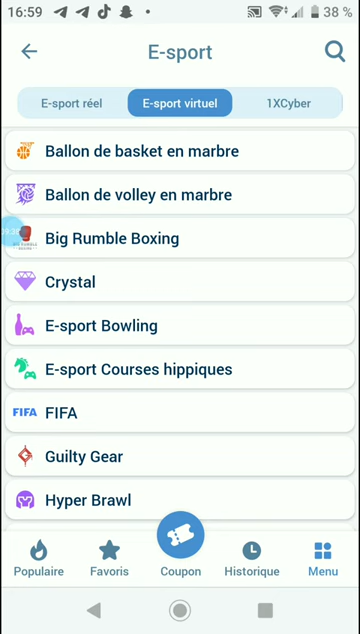 16:59
38 %
E-sport
E-sport réel
E-sport virtuel
1XCyber
Ballon de basket en marbre
Ballon de volley en marbre
Big Rumble Boxing
Crystal
E-sport Bowling
E-sport Courses hippiques
FIFA FIFA
Guilty Gear
Hyper Brawl
Populaire
Favoris
Coupon
Historique
Menu